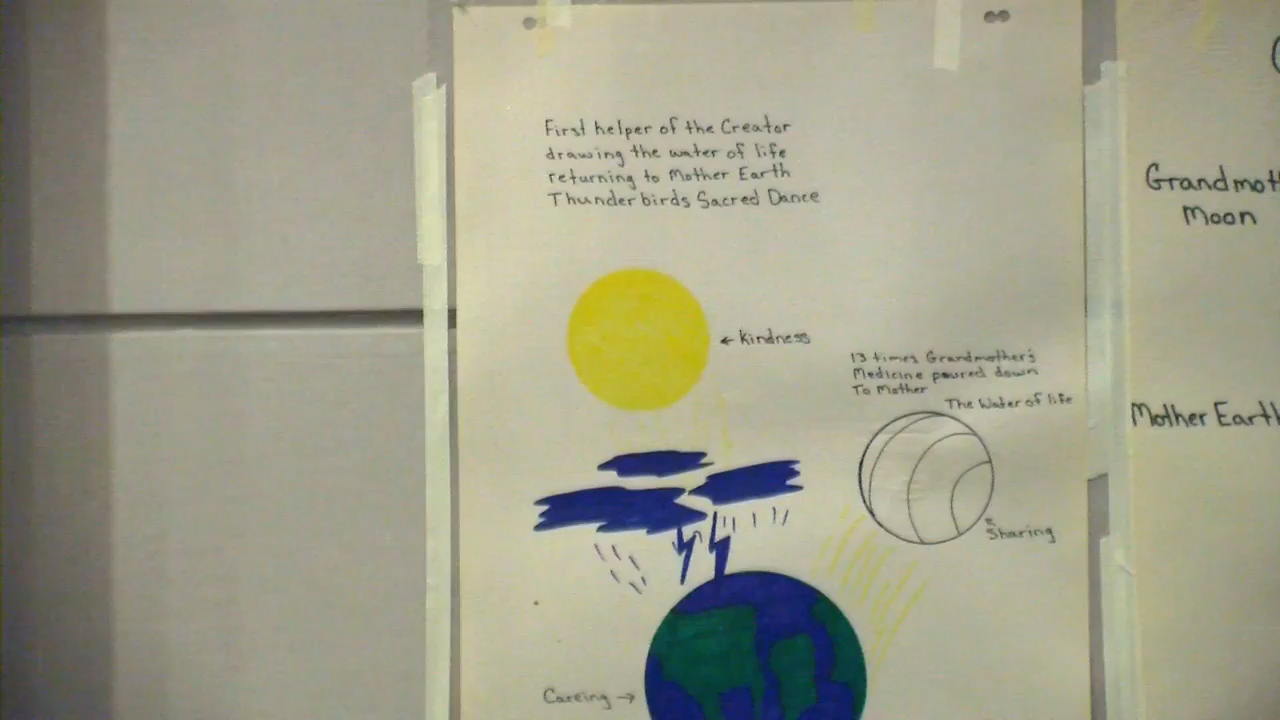 First helper of the Creator
drawing the water of life
returning to Mother Earth
Thunderbirds Sacred Dance
← Kindness
13 times Grandmother's
Medicine poured down
To Mother
The Water of life
Sharing
Careing →
Moon
Mother Earth